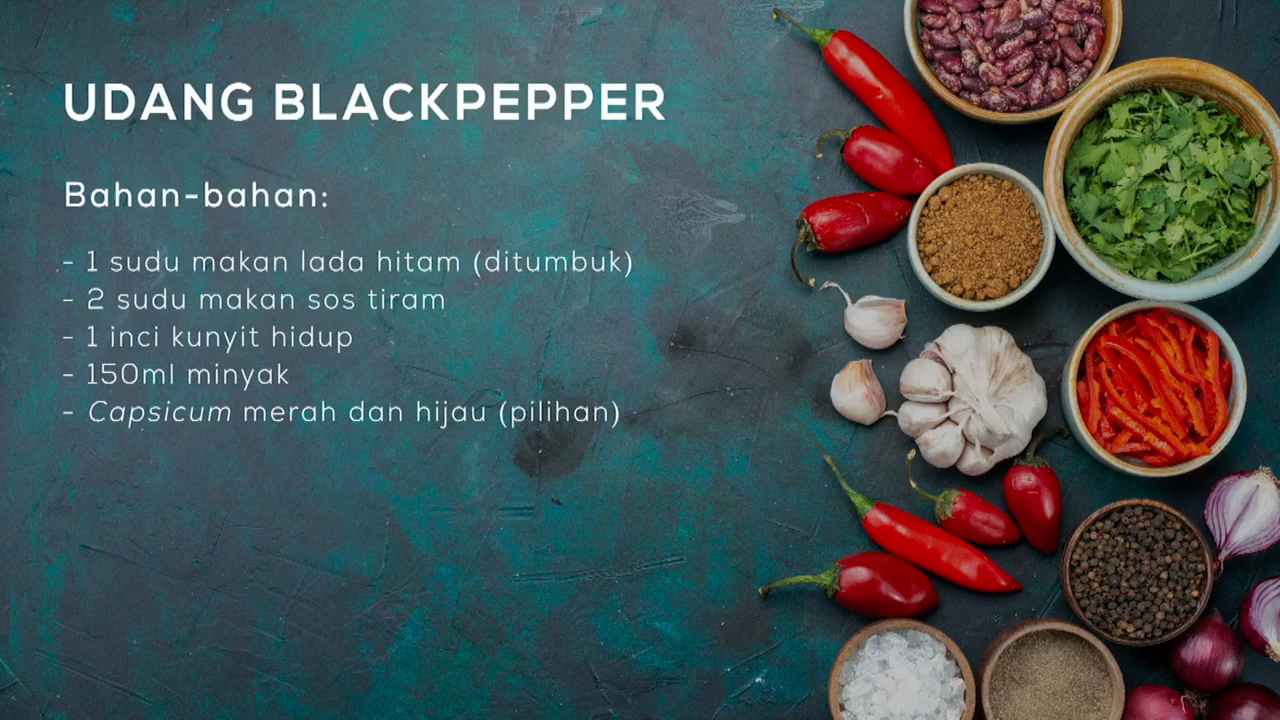 UDANG BLACKPEPPER
Bahan-bahan:
- 1 sudu makan lada hitam (ditumbuk)
- 2 sudu makan sos tiram
- 1 inci kunyit hidup
- 150ml minyak
- Capsicum merah dan hijau (pilihan)